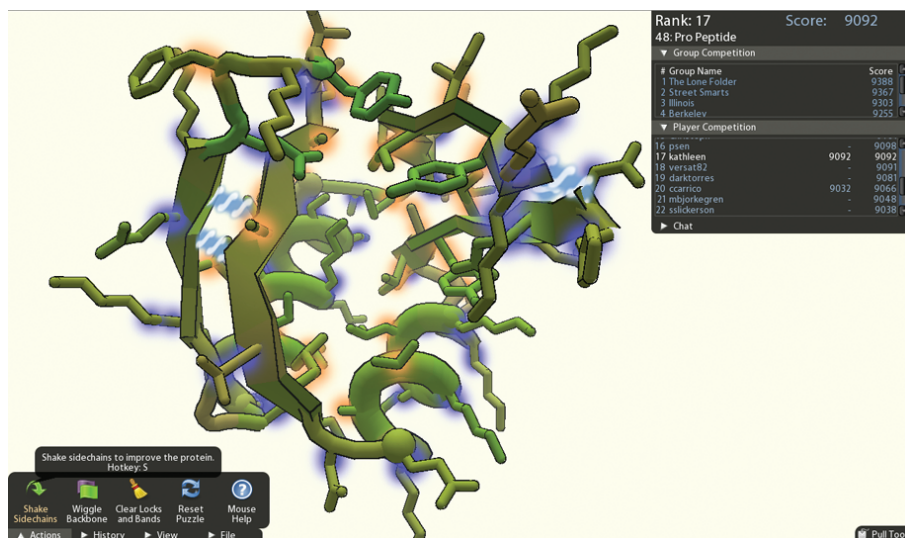 Rank: 17 Score: 9092
48: Pro Peptide
▼ Group Competition
# Group Name Score
1 The Lone Folder 9388
2 Street Smarts 9367
3 Illinois 9303
4 Berkeley 9255
▼ Player Competition
16 psen - 9098
17 kathleen 9092 9092
18 versat82 - 9091
19 darktorres - 9081
20 ccarrico 9032 9066
21 mbjorkegren - 9048
22 sslickerson - 9038
▶ Chat
Shake sidechains to improve the protein.
Hotkey: S
Shake Sidechains
Wiggle Backbone
Clear Locks and Bands
Reset Puzzle
Mouse Help
▲ Actions ▶ History ▶ View ▶ File
Pull Too